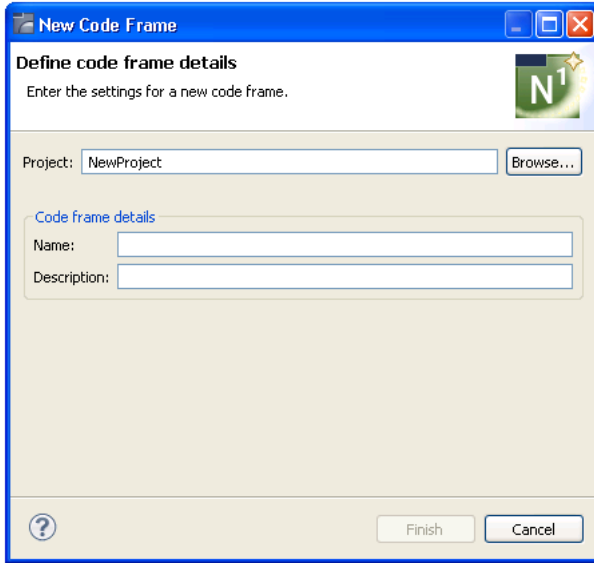 New Code Frame
Define code frame details
Enter the settings for a new code frame.
N1
Project: NewProject Browse...
Code frame details
Name:
Description:
?
Finish Cancel